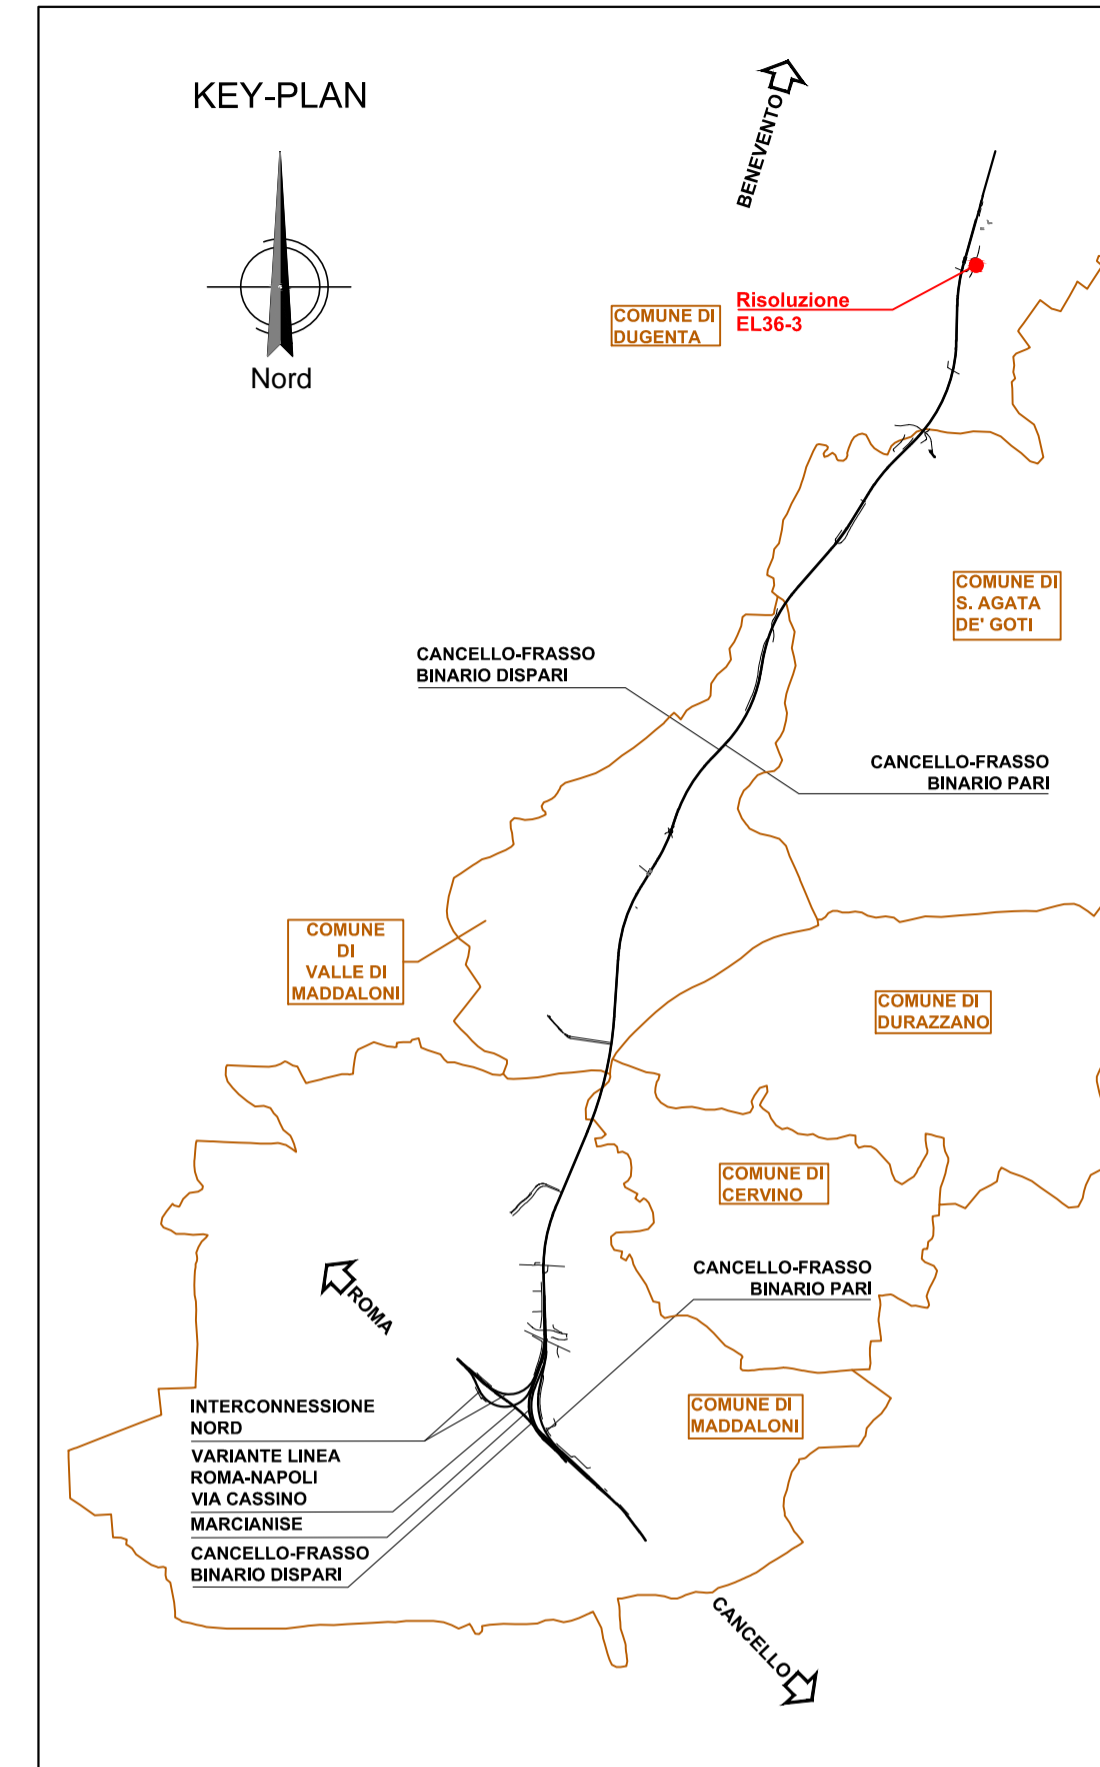 KEY-PLAN
Nord
BENEVENTO
Risoluzione
EL36-3
COMUNE DI
DUGENTA
COMUNE DI
S. AGATA
DE' GOTI
CANCELLO-FRASSO
BINARIO DISPARI
CANCELLO-FRASSO
BINARIO PARI
COMUNE
DI
VALLE DI
MADDALONI
COMUNE DI
DURAZZANO
COMUNE DI
CERVINO
CANCELLO-FRASSO
BINARIO PARI
ROMA
INTERCONNESSIONE
NORD
VARIANTE LINEA
ROMA-NAPOLI
VIA CASSINO
MARCIANISE
CANCELLO-FRASSO
BINARIO DISPARI
COMUNE DI
MADDALONI
CANCELLO